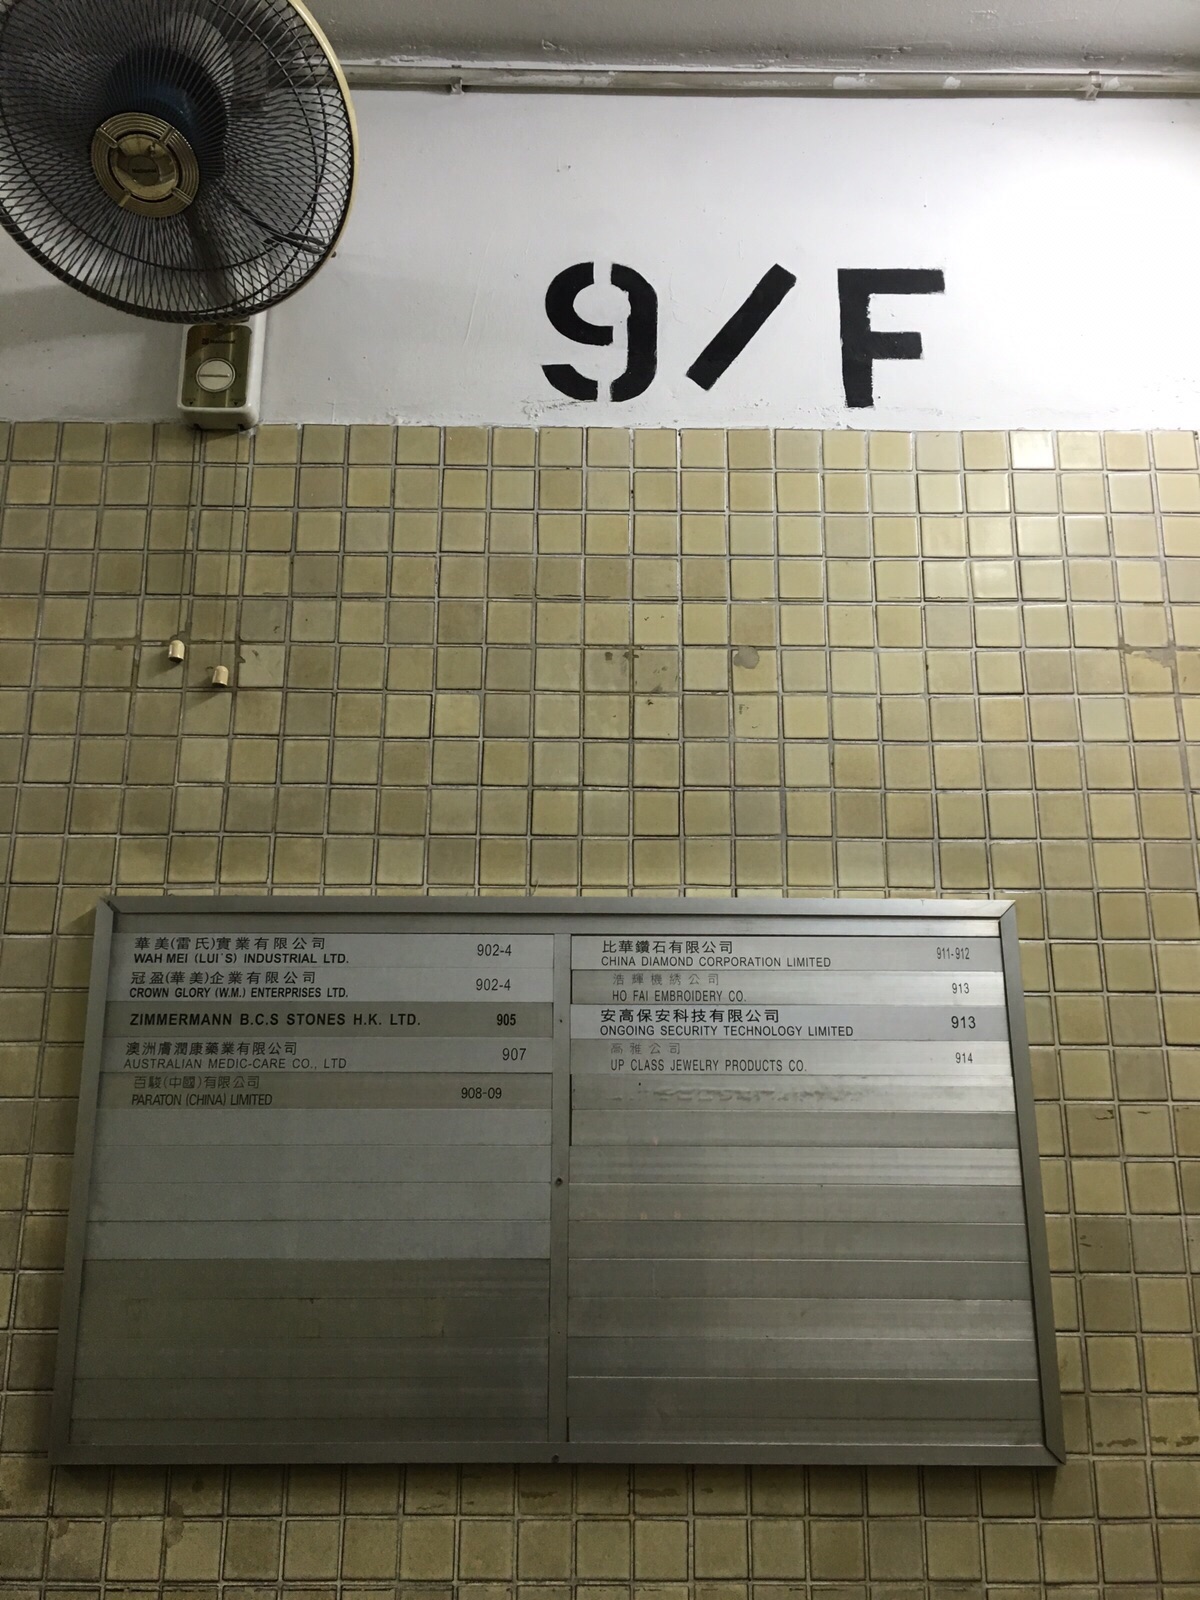 9/F
華美(雷氏)實業有限公司
WAH MEI (LUI'S) INDUSTRIAL LTD. 902-4
冠盈(華美)企業有限公司
CROWN GLORY (W.M.) ENTERPRISES LTD. 902-4
ZIMMERMANN B.C.S STONES H.K. LTD. 905
澳洲膚潤康藥業有限公司
AUSTRALIAN MEDIC-CARE CO., LTD 907
百駿(中國)有限公司
PARATON (CHINA) LIMITED 908-09
比華鑽石有限公司
CHINA DIAMOND CORPORATION LIMITED 911-912
浩輝機綉公司
HO FAI EMBROIDERY CO. 913
安高保安科技有限公司
ONGOING SECURITY TECHNOLOGY LIMITED 913
高雅公司
UP CLASS JEWELRY PRODUCTS CO. 914